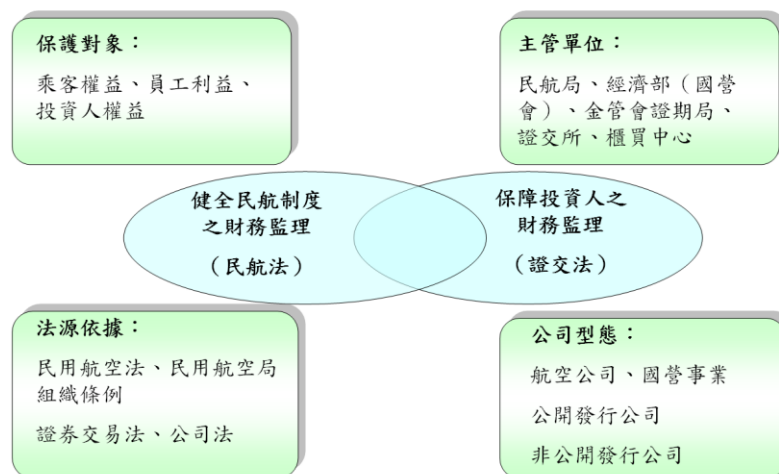 保護對象：
乘客權益、員工利益、
投資人權益
主管單位：
民航局、經濟部（國營
會）、金管會證期局、
證交所、櫃買中心
健全民航制度
之財務監理
（民航法）
保障投資人之
財務監理
（證交法）
法源依據：
民用航空法、民用航空局
組織條例
證券交易法、公司法
公司型態：
航空公司、國營事業
公開發行公司
非公開發行公司